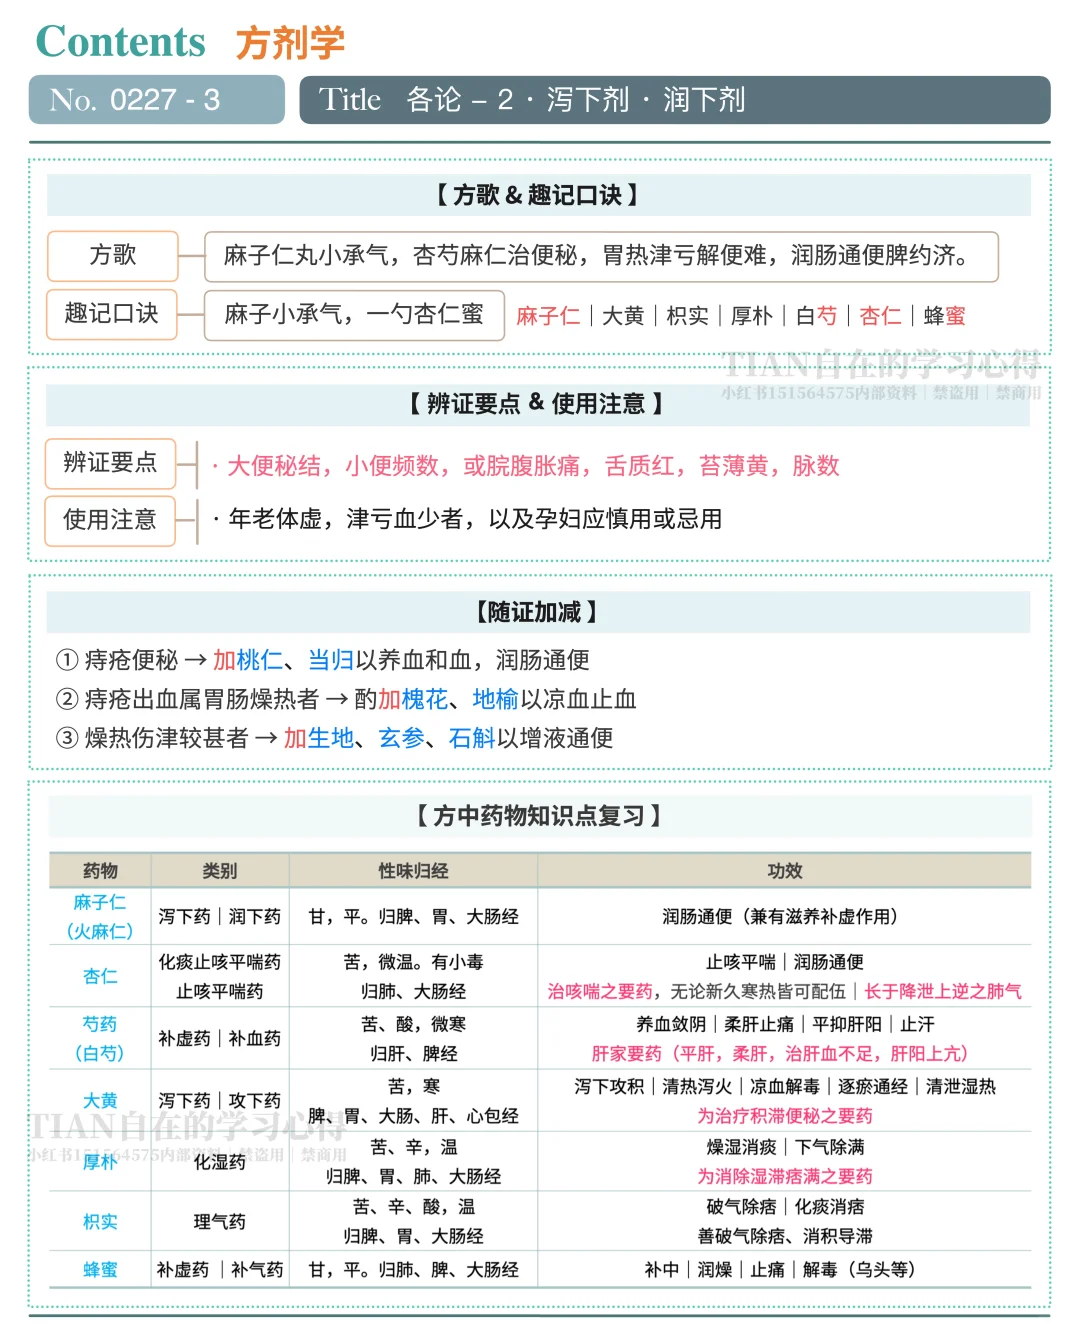 Contents 方剂学
No. 0227 - 3
Title 各论 – 2 · 泻下剂 · 润下剂
【 方歌 & 趣记口诀 】
方歌
麻子仁丸小承气，杏芍麻仁治便秘，胃热津亏解便难，润肠通便脾约济。
趣记口诀
麻子小承气，一勺杏仁蜜
麻子仁｜大黄｜枳实｜厚朴｜白芍｜杏仁｜蜂蜜
TIAN自在的学习心得
小红书151564575内部资料｜禁盗用｜禁商用
【 辨证要点 & 使用注意 】
辨证要点
· 大便秘结，小便频数，或脘腹胀痛，舌质红，苔薄黄，脉数
使用注意
· 年老体虚，津亏血少者，以及孕妇应慎用或忌用
【随证加减 】
① 痔疮便秘 → 加桃仁、当归以养血和血，润肠通便
② 痔疮出血属胃肠燥热者 → 酌加槐花、地榆以凉血止血
③ 燥热伤津较甚者 → 加生地、玄参、石斛以增液通便
【 方中药物知识点复习 】
药物 类别 性味归经 功效
麻子仁
（火麻仁）
泻下药｜润下药
甘，平。归脾、胃、大肠经
润肠通便（兼有滋养补虚作用）
杏仁
化痰止咳平喘药
止咳平喘药
苦，微温。有小毒
归肺、大肠经
止咳平喘｜润肠通便
治咳喘之要药，无论新久寒热皆可配伍｜长于降泄上逆之肺气
芍药
（白芍）
补虚药｜补血药
苦、酸，微寒
归肝、脾经
养血敛阴｜柔肝止痛｜平抑肝阳｜止汗
肝家要药（平肝，柔肝，治肝血不足，肝阳上亢）
大黄
泻下药｜攻下药
苦，寒
脾、胃、大肠、肝、心包经
泻下攻积｜清热泻火｜凉血解毒｜逐瘀通经｜清泄湿热
为治疗积滞便秘之要药
TIAN自在的学习心得
小红书151564575内部资料｜禁盗用｜禁商用
厚朴
化湿药
苦、辛，温
归脾、胃、肺、大肠经
燥湿消痰｜下气除满
为消除湿滞痞满之要药
枳实
理气药
苦、辛、酸，温
归脾、胃、大肠经
破气除痞｜化痰消痞
善破气除痞、消积导滞
蜂蜜
补虚药 ｜补气药
甘，平。归肺、脾、大肠经
补中｜润燥｜止痛｜解毒（乌头等）